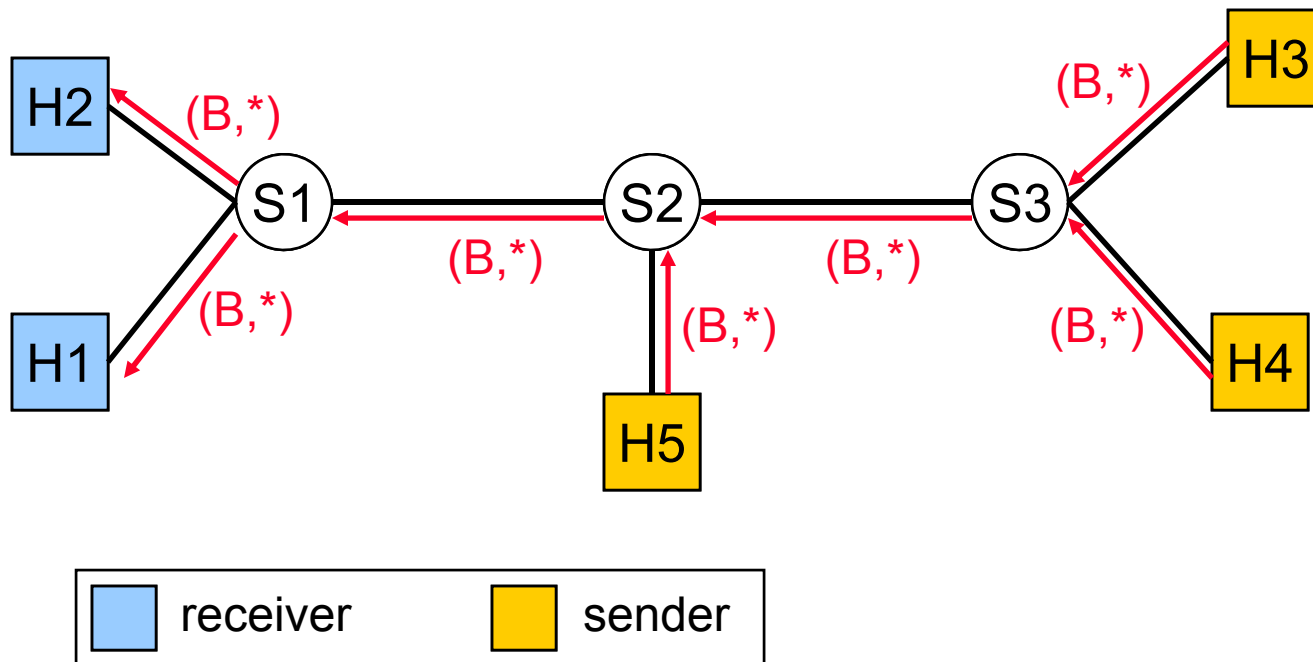 H3
H2
(B,*)
(B,*)
S1
S2
S3
(B,*)
(B,*)
(B,*)
(B,*)
(B,*)
H1
H4
H5
receiver
sender